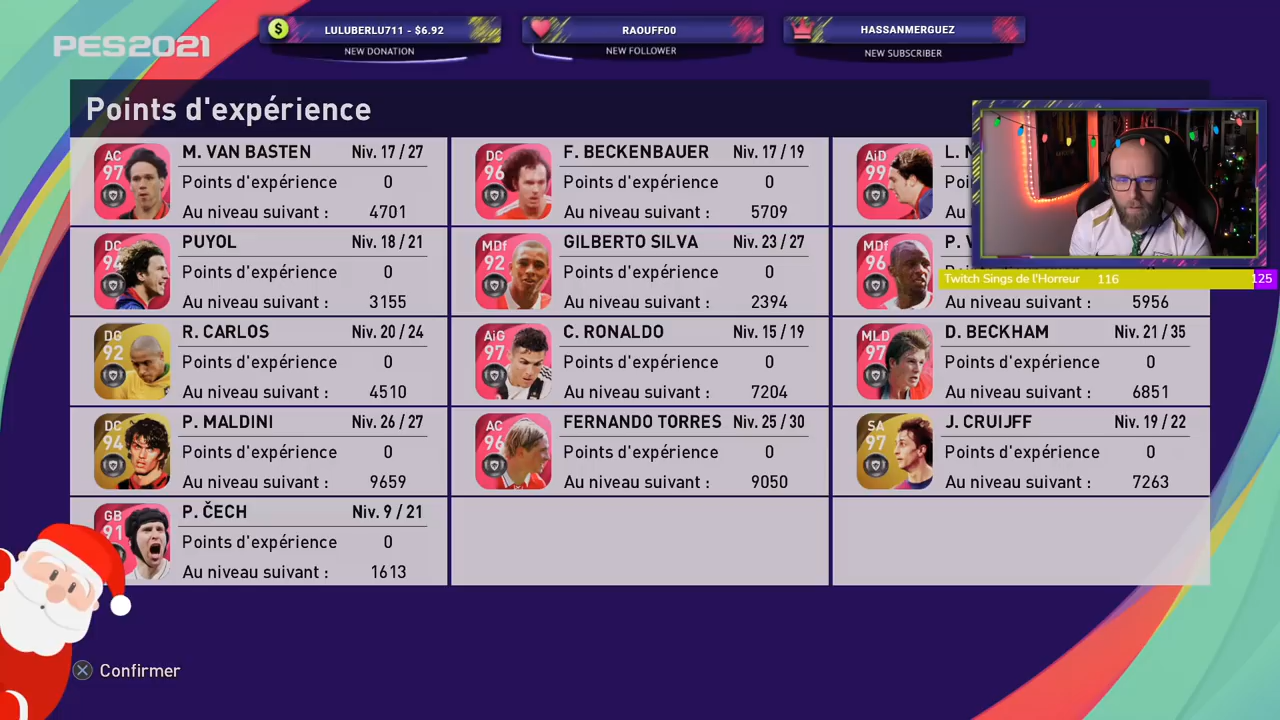 PES2021
LULUBERLU711 - $6.92
NEW DONATION
RAOUFF00
NEW FOLLOWER
HASSANMERGUEZ
NEW SUBSCRIBER
Points d'expérience
AC
97
M. VAN BASTEN Niv. 17 / 27
Points d'expérience 0
Au niveau suivant : 4701
DC
96
F. BECKENBAUER Niv. 17 / 19
Points d'expérience 0
Au niveau suivant : 5709
AiD
99
L.
Au niveau suivant :
DC
94
PUYOL Niv. 18 / 21
Points d'expérience 0
Au niveau suivant : 3155
MDf
92
GILBERTO SILVA Niv. 23 / 27
Points d'expérience 0
Au niveau suivant : 2394
MDf
96
P.
Twitch Sings de l'Horreur 116 125
Au niveau suivant : 5956
DG
92
R. CARLOS Niv. 20 / 24
Points d'expérience 0
Au niveau suivant : 4510
AiG
97
C. RONALDO Niv. 15 / 19
Points d'expérience 0
Au niveau suivant : 7204
MLD
97
D. BECKHAM Niv. 21 / 35
Points d'expérience 0
Au niveau suivant : 6851
DC
94
P. MALDINI Niv. 26 / 27
Points d'expérience 0
Au niveau suivant : 9659
AC
96
FERNANDO TORRES Niv. 25 / 30
Points d'expérience 0
Au niveau suivant : 9050
SA
97
J. CRUIJFF Niv. 19 / 22
Points d'expérience 0
Au niveau suivant : 7263
GB
91
P. ČECH Niv. 9 / 21
Points d'expérience 0
Au niveau suivant : 1613
Confirmer